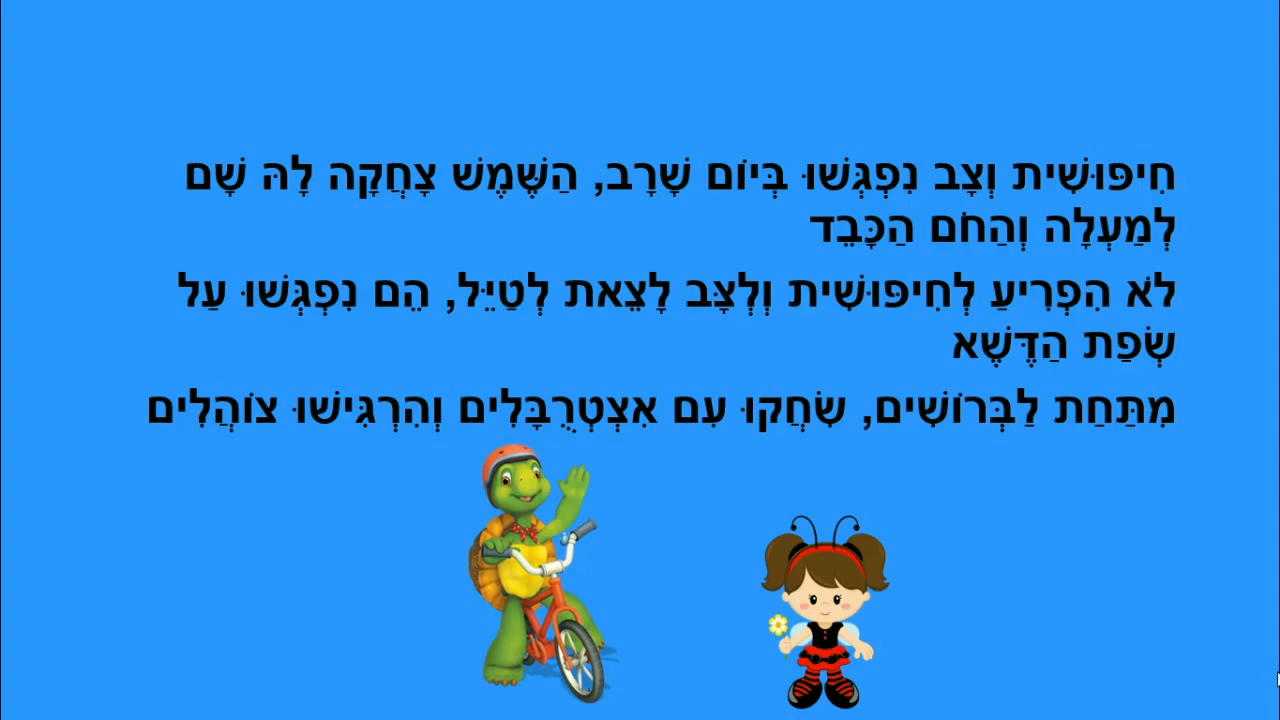 חִיפּוּשִׁית וְצָב נִפְגְּשׁוּ בְּיוֹם שָׁרָב, הַשֶּׁמֶשׁ צָחֲקָה לָהּ שָׁם
לְמַעְלָה וְהַחֹם הַכָּבֵד
לֹא הִפְרִיעַ לְחִיפּוּשִׁית וְלְצָּב לָצֵאת לְטַיֵּל, הֵם נִפְגְּשׁוּ עַל
שְׂפַת הַדֶּשֶׁא
מִתַּחַת לַבְּרוֹשִׁים, שִׂחֲקוּ עִם אִצְטְרֻבָּלִים וְהִרְגִּישׁוּ צוֹהֲלִים